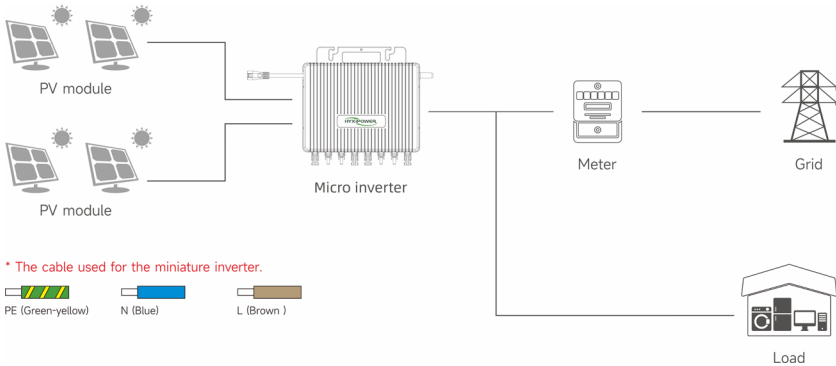 PV module
HYXiPOWER
Micro inverter
Meter
Grid
PV module
* The cable used for the miniature inverter.
PE (Green-yellow)
N (Blue)
L (Brown )
Load